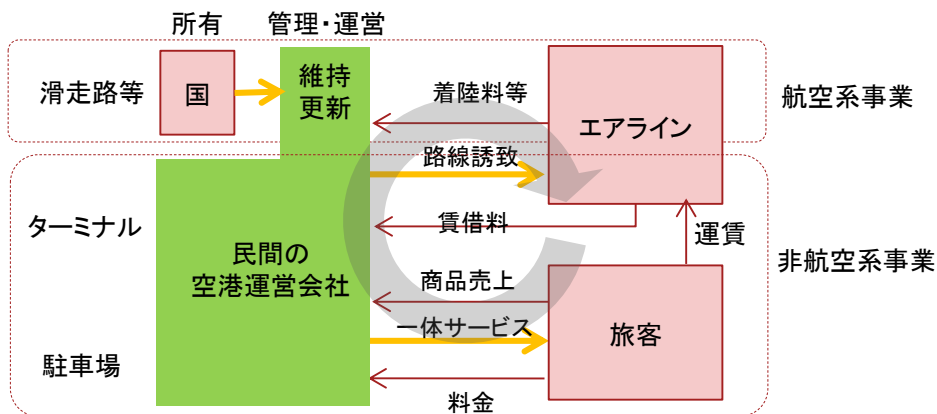 所有
管理・運営
滑走路等
国
維持
更新
着陸料等
エアライン
航空系事業
路線誘致
ターミナル
賃借料
運賃
民間の
空港運営会社
非航空系事業
商品売上
一体サービス
旅客
駐車場
料金